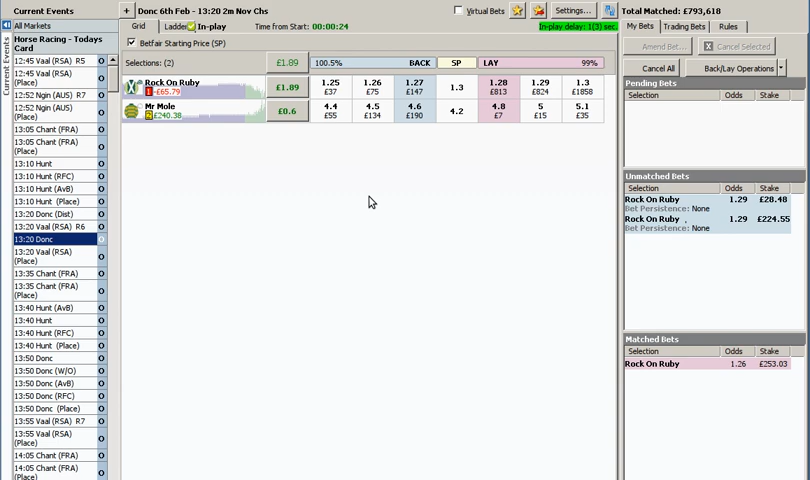 Current Events
All Markets
Current Events
Horse Racing - Todays Card
12:45 Vaal (RSA) R5 O
12:45 Vaal (RSA) (Place) O
12:52 Ngin (AUS) R7 O
12:52 Ngin (AUS) (Place) O
13:05 Chant (FRA) O
13:05 Chant (FRA) (Place) O
13:10 Hunt O
13:10 Hunt (RFC) O
13:10 Hunt (AvB) O
13:10 Hunt (Place) O
13:20 Donc (Dist) O
13:20 Vaal (RSA) R6 O
13:20 Donc O
13:20 Vaal (RSA) (Place) O
13:35 Chant (FRA) O
13:35 Chant (FRA) (Place) O
13:40 Hunt (AvB) O
13:40 Hunt O
13:40 Hunt (RFC) O
13:40 Hunt (Place) O
13:50 Donc O
13:50 Donc (W/O) O
13:50 Donc (AvB) O
13:50 Donc (RFC) O
13:50 Donc (Place) O
13:55 Vaal (RSA) R7 O
13:55 Vaal (RSA) (Place) O
14:05 Chant (FRA) O
14:05 Chant (FRA) (Place) O
+ Donc 6th Feb - 13:20 2m Nov Chs
Virtual Bets Settings...
Grid Ladder In-play Time from Start: 00:00:24 In-play delay: 1(3) sec
Betfair Starting Price (SP)
Selections: (2) £1.89 100.5% BACK SP LAY 99%
Rock On Ruby £1.89 1.25 1.26 1.27 1.3 1.28 1.29 1.3
1 -£65.79 £37 £75 £147 £813 £824 £1858
Mr Mole £0.6 4.4 4.5 4.6 4.2 4.8 5 5.1
2 £240.38 £55 £134 £190 £7 £15 £35
Total Matched: £793,618
My Bets Trading Bets Rules
Amend Bet... X Cancel Selected
Cancel All Back/Lay Operations
Pending Bets
Selection Odds Stake
Unmatched Bets
Selection Odds Stake
Rock On Ruby 1.29 £28.48
Bet Persistence: None
Rock On Ruby 1.29 £224.55
Bet Persistence: None
Matched Bets
Selection Odds Stake
Rock On Ruby 1.26 £253.03